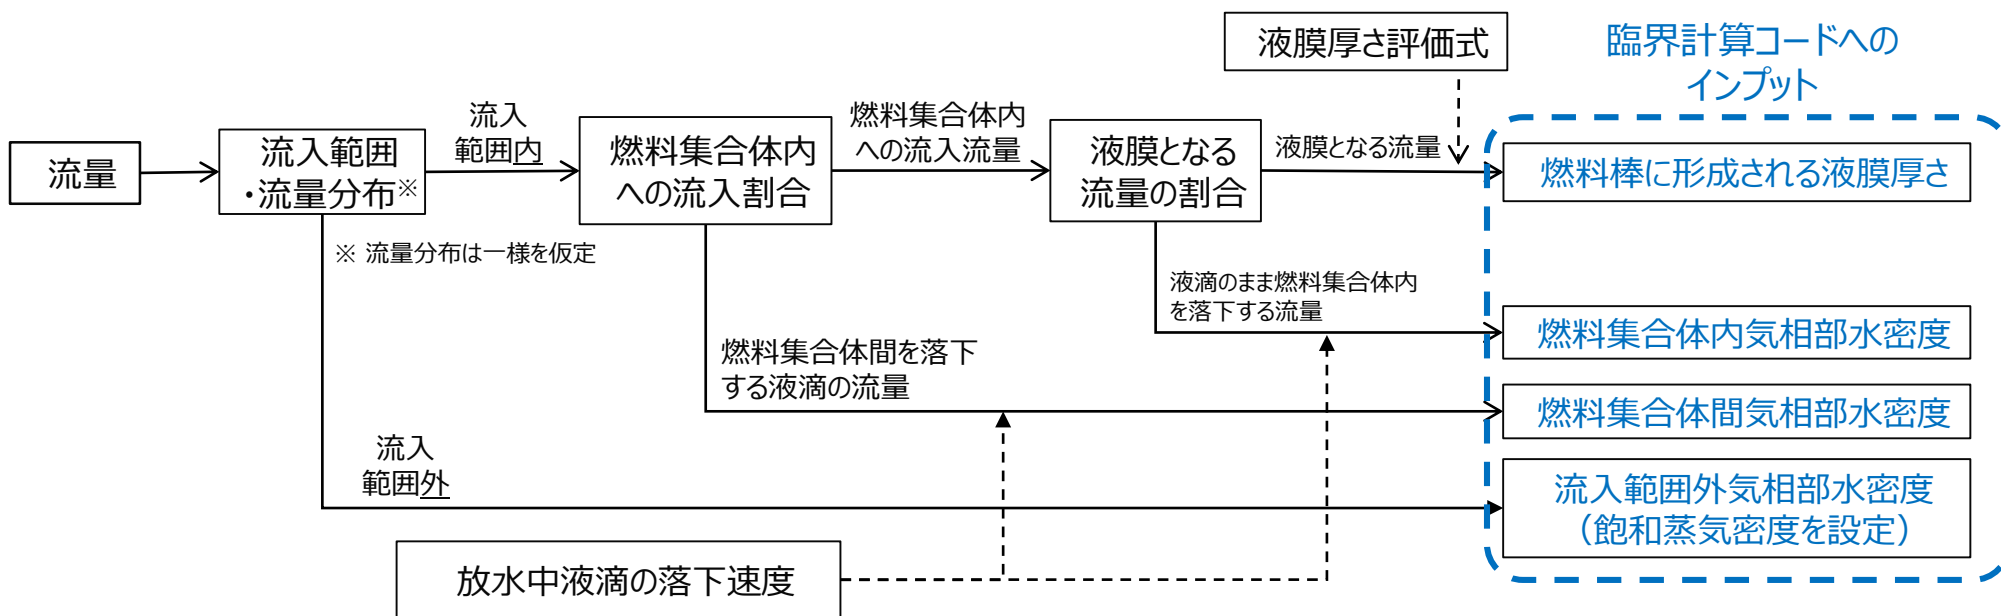 液膜厚さ評価式
臨界計算コードへの
インプット
流量
流入範囲
・流量分布※
流入
範囲内
燃料集合体内
への流入割合
燃料集合体内
への流入流量
液膜となる
流量の割合
液膜となる流量
燃料棒に形成される液膜厚さ
※ 流量分布は一様を仮定
液滴のまま燃料集合体内
を落下する流量
燃料集合体内気相部水密度
燃料集合体間を落下
する液滴の流量
燃料集合体間気相部水密度
流入
範囲外
流入範囲外気相部水密度
（飽和蒸気密度を設定）
放水中液滴の落下速度